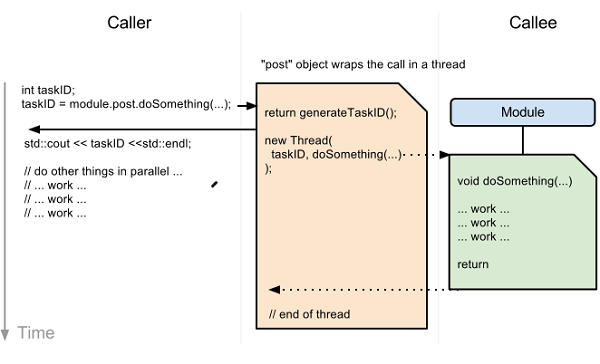 Caller
Callee
"post" object wraps the call in a thread
int taskID;
taskID = module.post.doSomething(...);
std::cout << taskID <<std::endl;
// do other things in parallel ...
// ... work ...
// ... work ...
// ... work ...
return generateTaskID();
new Thread(
taskID, doSomething(...)
);
// end of thread
Module
void doSomething(...)
... work ...
... work ...
... work ...
return
Time